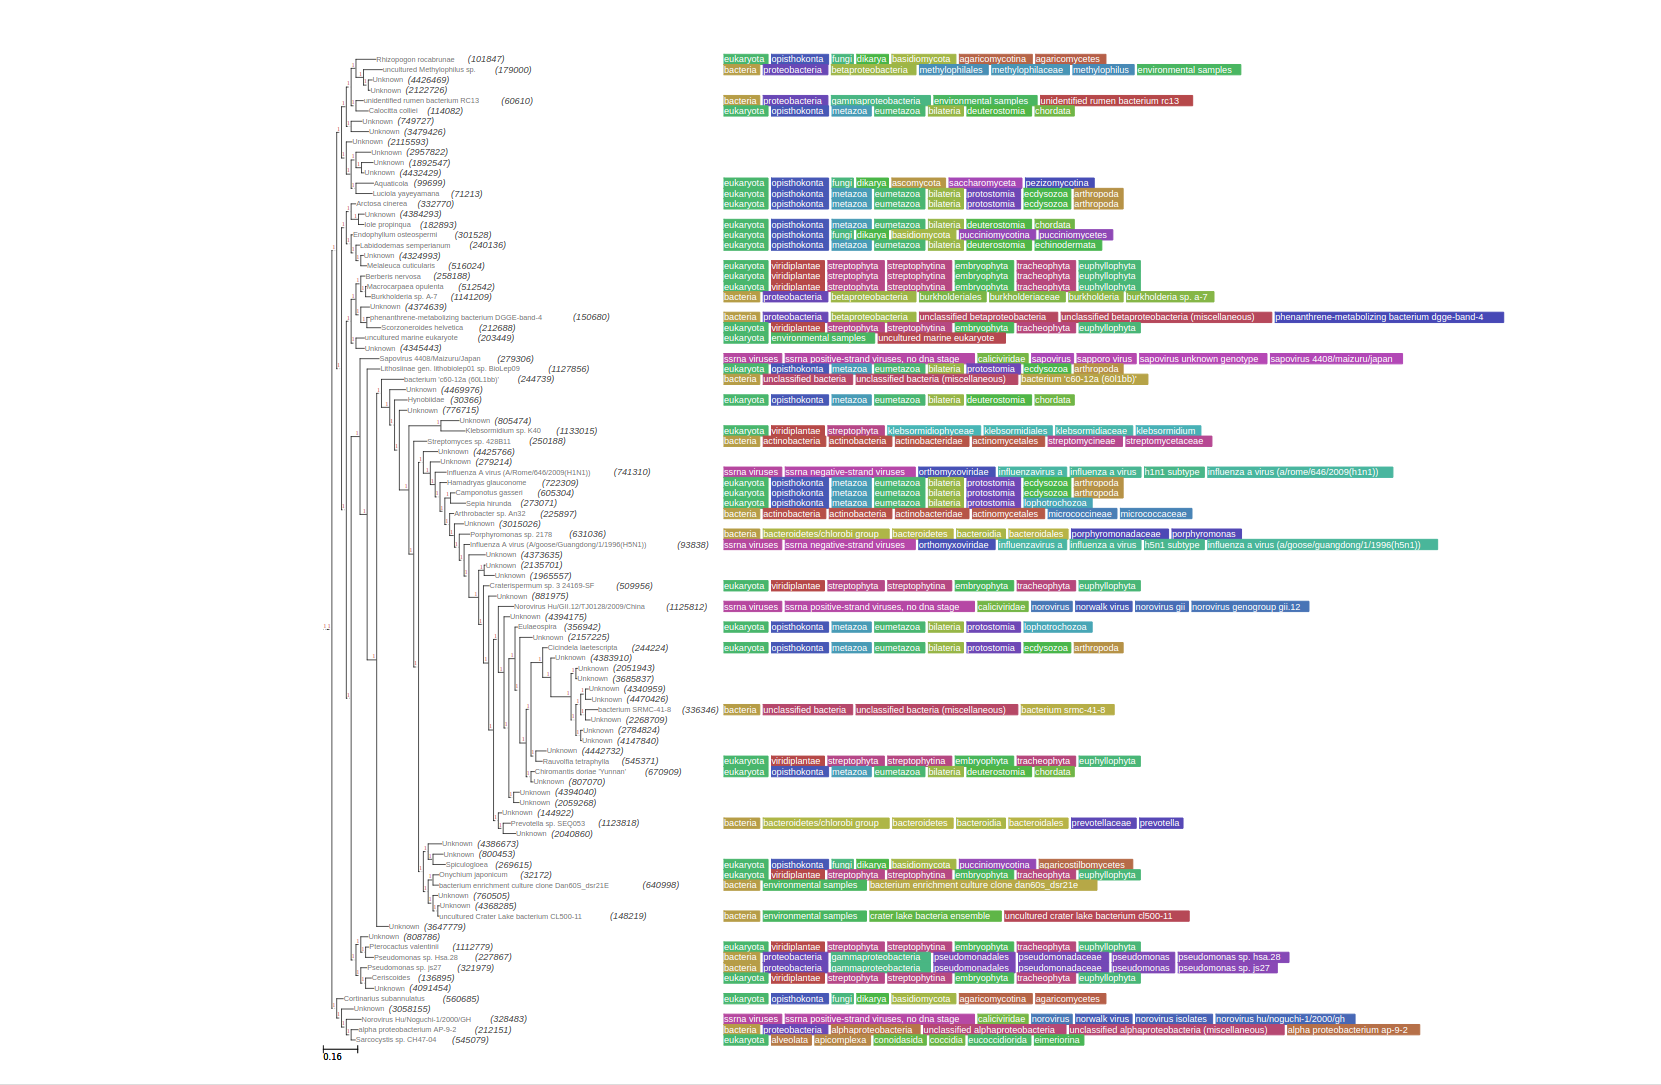 Rhizopogon rocabrunae (101847) eukaryota opisthokonta fungi dikarya basidiomycota agaricomycotina agaricomycetes
uncultured Methylophilus sp. (179000) bacteria proteobacteria betaproteobacteria methylophilales methylophilaceae methylophilus environmental samples
Unknown (4426469)
Unknown (2122726)
unidentified rumen bacterium RC13 (60610) bacteria proteobacteria gammaproteobacteria environmental samples unidentified rumen bacterium rc13
Calocitta colliei (114082) eukaryota opisthokonta metazoa eumetazoa bilateria deuterostomia chordata
Unknown (749727)
Unknown (3479426)
Unknown (2115593)
Unknown (2957822)
Unknown (1892547)
Unknown (4432429)
Aquaticola (99699) eukaryota opisthokonta fungi dikarya ascomycota saccharomyceta pezizomycotina
Luciola yayeyamana (71213) eukaryota opisthokonta metazoa eumetazoa bilateria protostomia ecdysozoa arthropoda
Arctosa cinerea (332770) eukaryota opisthokonta metazoa eumetazoa bilateria protostomia ecdysozoa arthropoda
Unknown (4384293)
Iole propinqua (182893) eukaryota opisthokonta metazoa eumetazoa bilateria deuterostomia chordata
Endophyllum osteospermi (301528) eukaryota opisthokonta fungi dikarya basidiomycota pucciniomycotina pucciniomycetes
Labidodemas semperianum (240136) eukaryota opisthokonta metazoa eumetazoa bilateria deuterostomia echinodermata
Unknown (4324993)
Melaleuca cuticularis (516024) eukaryota viridiplantae streptophyta streptophytina embryophyta tracheophyta euphyllophyta
Berberis nervosa (258188) eukaryota viridiplantae streptophyta streptophytina embryophyta tracheophyta euphyllophyta
Macrocarpaea opulenta (512542) eukaryota viridiplantae streptophyta streptophytina embryophyta tracheophyta euphyllophyta
Burkholderia sp. A-7 (1141209) bacteria proteobacteria betaproteobacteria burkholderiales burkholderiaceae burkholderia burkholderia sp. a-7
Unknown (4374639)
phenanthrene-metabolizing bacterium DGGE-band-4 (150680) bacteria proteobacteria betaproteobacteria unclassified betaproteobacteria unclassified betaproteobacteria (miscellaneous) phenanthrene-metabolizing bacterium dgge-band-4
Scorzoneroides helvetica (212688) eukaryota viridiplantae streptophyta streptophytina embryophyta tracheophyta euphyllophyta
uncultured marine eukaryote (203449) eukaryota environmental samples uncultured marine eukaryote
Unknown (4345443)
Sapovirus 4408/Maizuru/Japan (279306) ssrna viruses ssrna positive-strand viruses, no dna stage caliciviridae sapovirus sapporo virus sapovirus unknown genotype sapovirus 4408/maizuru/japan
Lithosiinae gen. lithobiolep01 sp. BioLep09 (1127856) eukaryota opisthokonta metazoa eumetazoa bilateria protostomia ecdysozoa arthropoda
bacterium 'c60-12a (60L1bb)' (244739) bacteria unclassified bacteria unclassified bacteria (miscellaneous) bacterium 'c60-12a (60l1bb)'
Unknown (4469976)
Hynobiidae (30366) eukaryota opisthokonta metazoa eumetazoa bilateria deuterostomia chordata
Unknown (776715)
Unknown (805474)
Klebsormidium sp. K40 (1133015) eukaryota viridiplantae streptophyta klebsormidiophyceae klebsormidiales klebsormidiaceae klebsormidium
Streptomyces sp. 428B11 (250188) bacteria actinobacteria actinobacteria actinobacteridae actinomycetales streptomycineae streptomycetaceae
Unknown (4425766)
Unknown (279214)
Influenza A virus (A/Rome/646/2009(H1N1)) (741310) ssrna viruses ssrna negative-strand viruses orthomyxoviridae influenzavirus a influenza a virus h1n1 subtype influenza a virus (a/rome/646/2009(h1n1))
Hamadryas glauconome (722309) eukaryota opisthokonta metazoa eumetazoa bilateria protostomia ecdysozoa arthropoda
Camponotus gasseri (605304) eukaryota opisthokonta metazoa eumetazoa bilateria protostomia ecdysozoa arthropoda
Sepia hirunda (273071) eukaryota opisthokonta metazoa eumetazoa bilateria protostomia lophotrochozoa
Arthrobacter sp. An32 (225897) bacteria actinobacteria actinobacteria actinobacteridae actinomycetales micrococcineae micrococcaceae
Unknown (3015026)
Porphyromonas sp. 2178 (631036) bacteria bacteroidetes/chlorobi group bacteroidetes bacteroidia bacteroidales porphyromonadaceae porphyromonas
Influenza A virus (A/goose/Guangdong/1/1996(H5N1)) (93838) ssrna viruses ssrna negative-strand viruses orthomyxoviridae influenzavirus a influenza a virus h5n1 subtype influenza a virus (a/goose/guangdong/1/1996(h5n1))
Unknown (4373635)
Unknown (2135701)
Unknown (1965557)
Craterispermum sp. 3 24169-SF (509956) eukaryota viridiplantae streptophyta streptophytina embryophyta tracheophyta euphyllophyta
Unknown (881975)
Norovirus Hu/GII.12/TJ0128/2009/China (1125812) ssrna viruses ssrna positive-strand viruses, no dna stage caliciviridae norovirus norwalk virus norovirus gii norovirus genogroup gii.12
Unknown (4394175)
Eulaeospira (356942) eukaryota opisthokonta metazoa eumetazoa bilateria protostomia lophotrochozoa
Unknown (2157225)
Cicindela laetescripta (244224) eukaryota opisthokonta metazoa eumetazoa bilateria protostomia ecdysozoa arthropoda
Unknown (4383910)
Unknown (2051943)
Unknown (3685837)
Unknown (4340959)
Unknown (4470426)
bacterium SRMC-41-8 (336346) bacteria unclassified bacteria unclassified bacteria (miscellaneous) bacterium srmc-41-8
Unknown (2268709)
Unknown (2784824)
Unknown (4147840)
Unknown (4442732)
Rauvolfia tetraphylla (545371) eukaryota viridiplantae streptophyta streptophytina embryophyta tracheophyta euphyllophyta
Chiromantis doriae 'Yunnan' (670909) eukaryota opisthokonta metazoa eumetazoa bilateria deuterostomia chordata
Unknown (807070)
Unknown (4394040)
Unknown (2059268)
Unknown (144922)
Prevotella sp. SEQ053 (1123818) bacteria bacteroidetes/chlorobi group bacteroidetes bacteroidia bacteroidales prevotellaceae prevotella
Unknown (2040860)
Unknown (4386673)
Unknown (800453)
Spiculogloea (269615) eukaryota opisthokonta fungi dikarya basidiomycota pucciniomycotina agaricostilbomycetes
Onychium japonicum (32172) eukaryota viridiplantae streptophyta streptophytina embryophyta tracheophyta euphyllophyta
bacterium enrichment culture clone Dan60S_dsr21E (640998) bacteria environmental samples bacterium enrichment culture clone dan60s_dsr21e
Unknown (760505)
Unknown (4368285)
uncultured Crater Lake bacterium CL500-11 (148219) bacteria environmental samples crater lake bacteria ensemble uncultured crater lake bacterium cl500-11
Unknown (3647779)
Unknown (808786)
Pterocactus valentinii (1112779) eukaryota viridiplantae streptophyta streptophytina embryophyta tracheophyta euphyllophyta
Pseudomonas sp. Hsa.28 (227867) bacteria proteobacteria gammaproteobacteria pseudomonadales pseudomonadaceae pseudomonas pseudomonas sp. hsa.28
Pseudomonas sp. js27 (321979) bacteria proteobacteria gammaproteobacteria pseudomonadales pseudomonadaceae pseudomonas pseudomonas sp. js27
Ceriscoides (136895) eukaryota viridiplantae streptophyta streptophytina embryophyta tracheophyta euphyllophyta
Unknown (4091454)
Cortinarius subannulatus (560685) eukaryota opisthokonta fungi dikarya basidiomycota agaricomycotina agaricomycetes
Unknown (3058155)
Norovirus Hu/Noguchi-1/2000/GH (328483) ssrna viruses ssrna positive-strand viruses, no dna stage caliciviridae norovirus norwalk virus norovirus isolates norovirus hu/noguchi-1/2000/gh
alpha proteobacterium AP-9-2 (212151) bacteria proteobacteria alphaproteobacteria unclassified alphaproteobacteria unclassified alphaproteobacteria (miscellaneous) alpha proteobacterium ap-9-2
Sarcocystis sp. CH47-04 (545079) eukaryota alveolata apicomplexa conoidasida coccidia eucoccidiorida eimeriorina
0.16